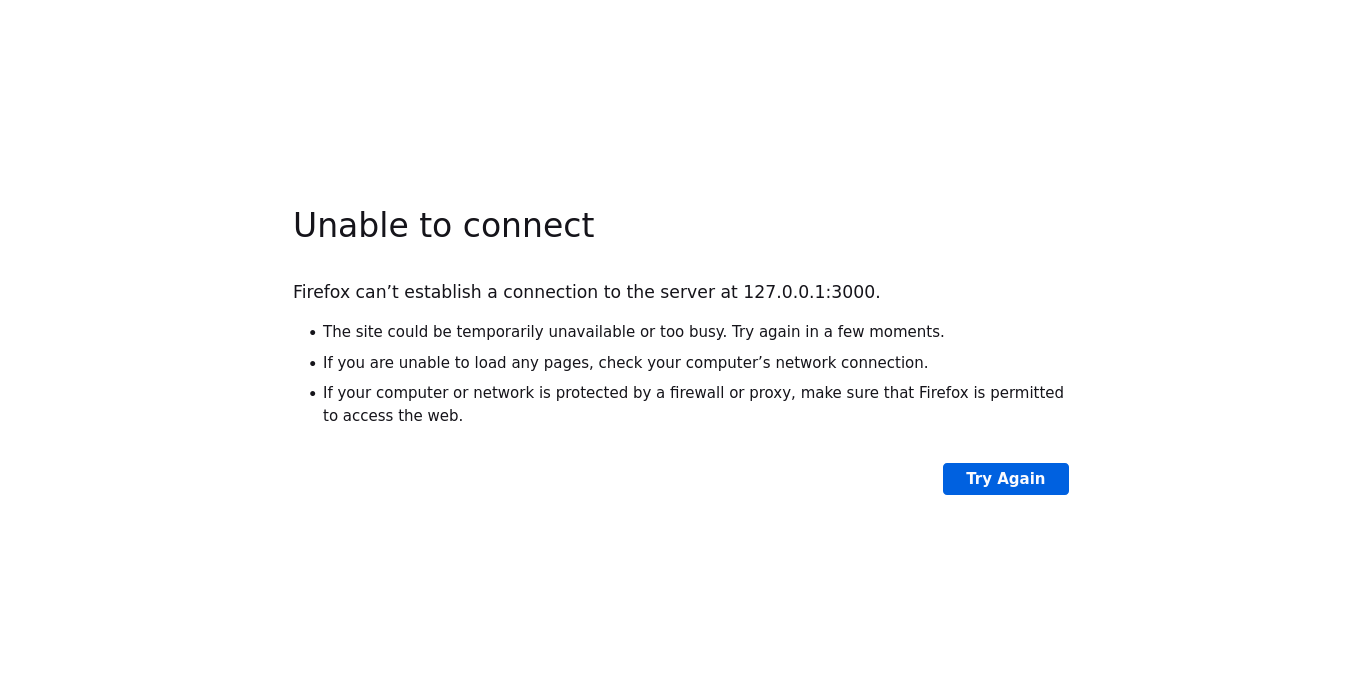 Unable to connect
Firefox can’t establish a connection to the server at 127.0.0.1:3000.
• The site could be temporarily unavailable or too busy. Try again in a few moments.
• If you are unable to load any pages, check your computer’s network connection.
• If your computer or network is protected by a firewall or proxy, make sure that Firefox is permitted
to access the web.
Try Again